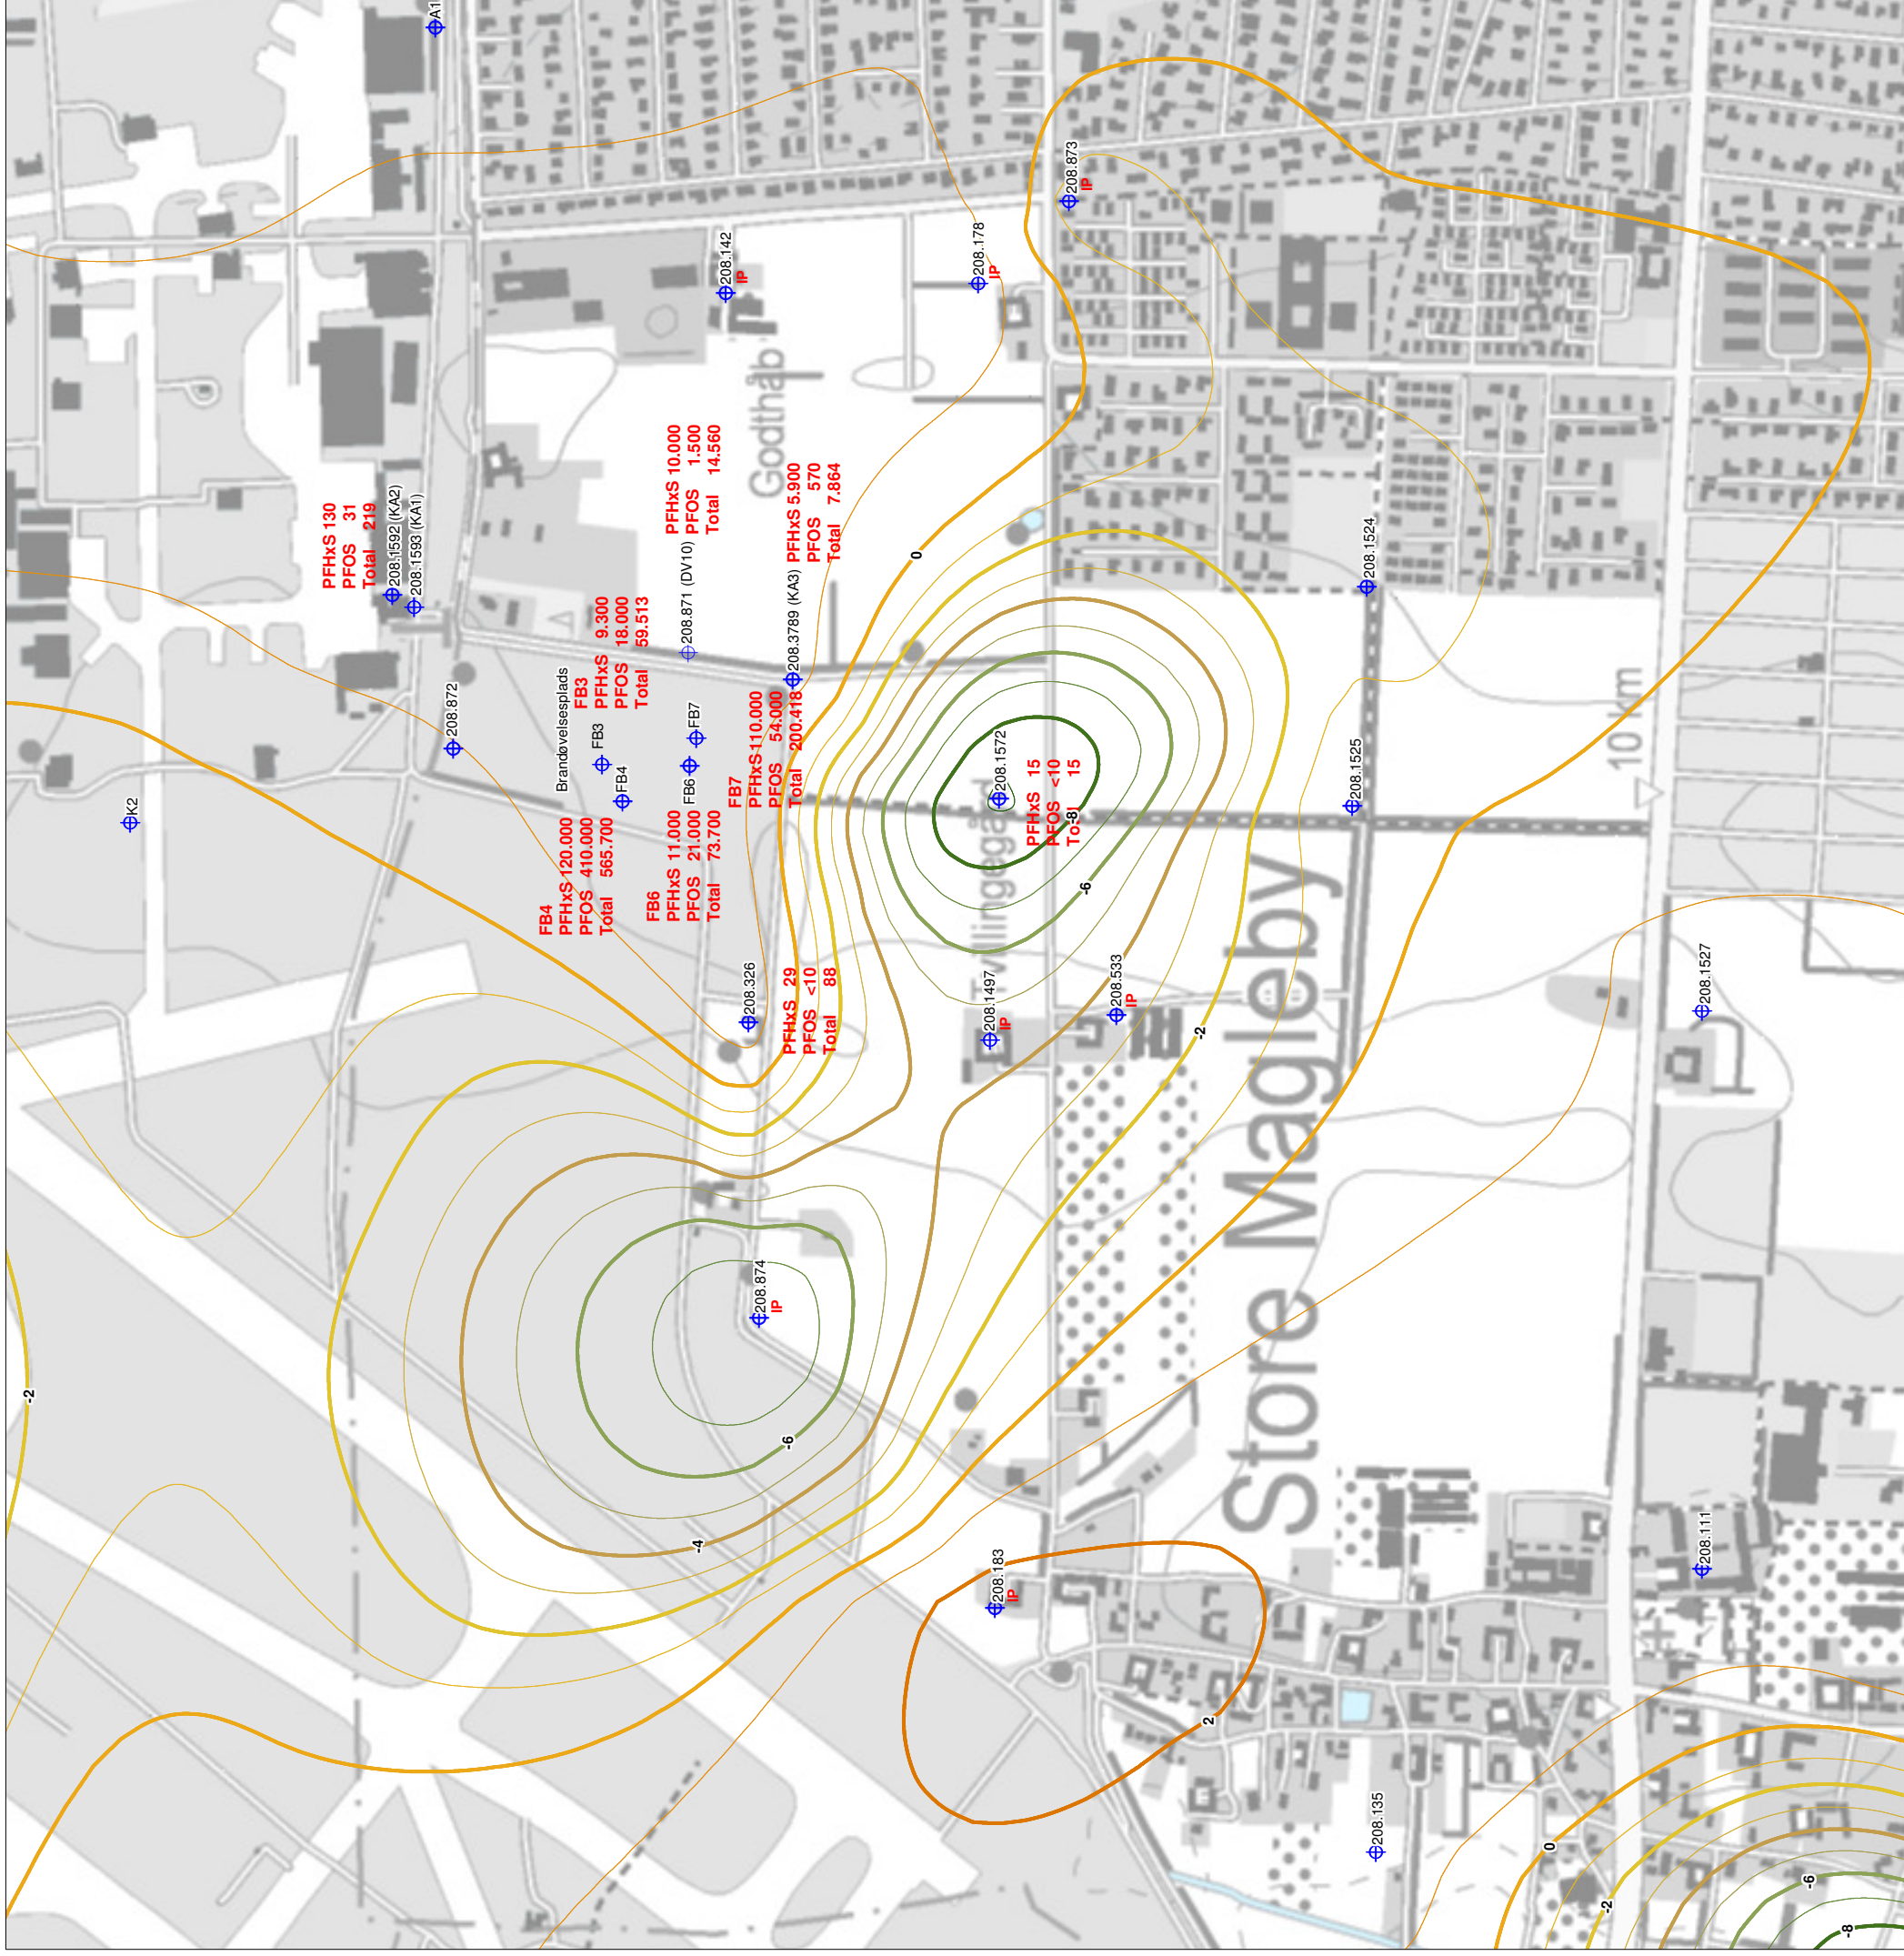 A1
K2
PFHxS 130
PFOS 31
Total 219
208.1592 (KA2)
208.1593 (KA1)
208.872
Brandøvelsesplads
FB3
PFHxS 9.300
PFOS 18.000
Total 59.513
FB3
FB4
FB4
PFHxS 120.000
PFOS 410.000
Total 565.700
FB6
PFHxS 11.000
PFOS 21.000
Total 73.700
FB6
FB7
FB7
PFHxS 110.000
PFOS 54.000
Total 200.418
208.871 (DV10)
PFHxS 10.000
PFOS 1.500
Total 14.560
208.3789 (KA3)
PFHxS 5.900
PFOS 570
Total 7.864
208.142
IP
Godthåb
208.178
IP
208.873
IP
0
208.326
PFHxS 29
PFOS <10
Total 88
208.1572
PFHxS 15
PFOS <10
15
-8
-6
Tvillingegård
208.1497
IP
208.533
IP
-2
208.874
IP
-6
-4
-2
208.183
IP
2
Store Magleby
208.1524
208.1525
10 km
208.1527
208.111
208.135
0
-2
-6
-8